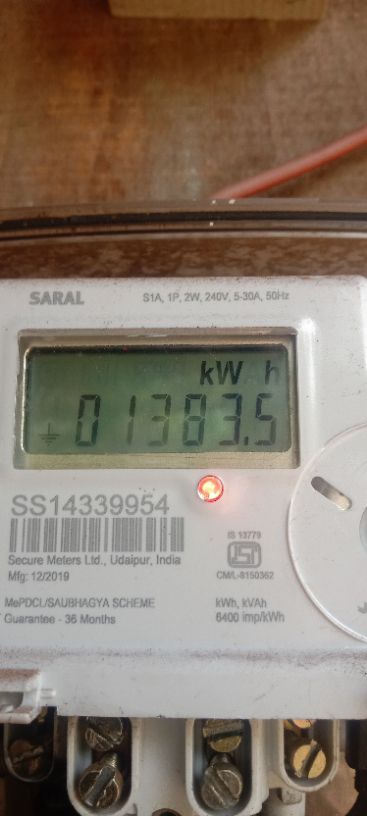 SARAL S1A, 1P, 2W, 240V, 5-30A, 50Hz
kW h
01383.5
SS14339954
IS 13779
Secure Meters Ltd., Udaipur, India
Mfg: 12/2019
CM/L-8150362
MePDCL/SAUBHAGYA SCHEME kWh, kVAh
Guarantee - 36 Months 6400 imp/kWh